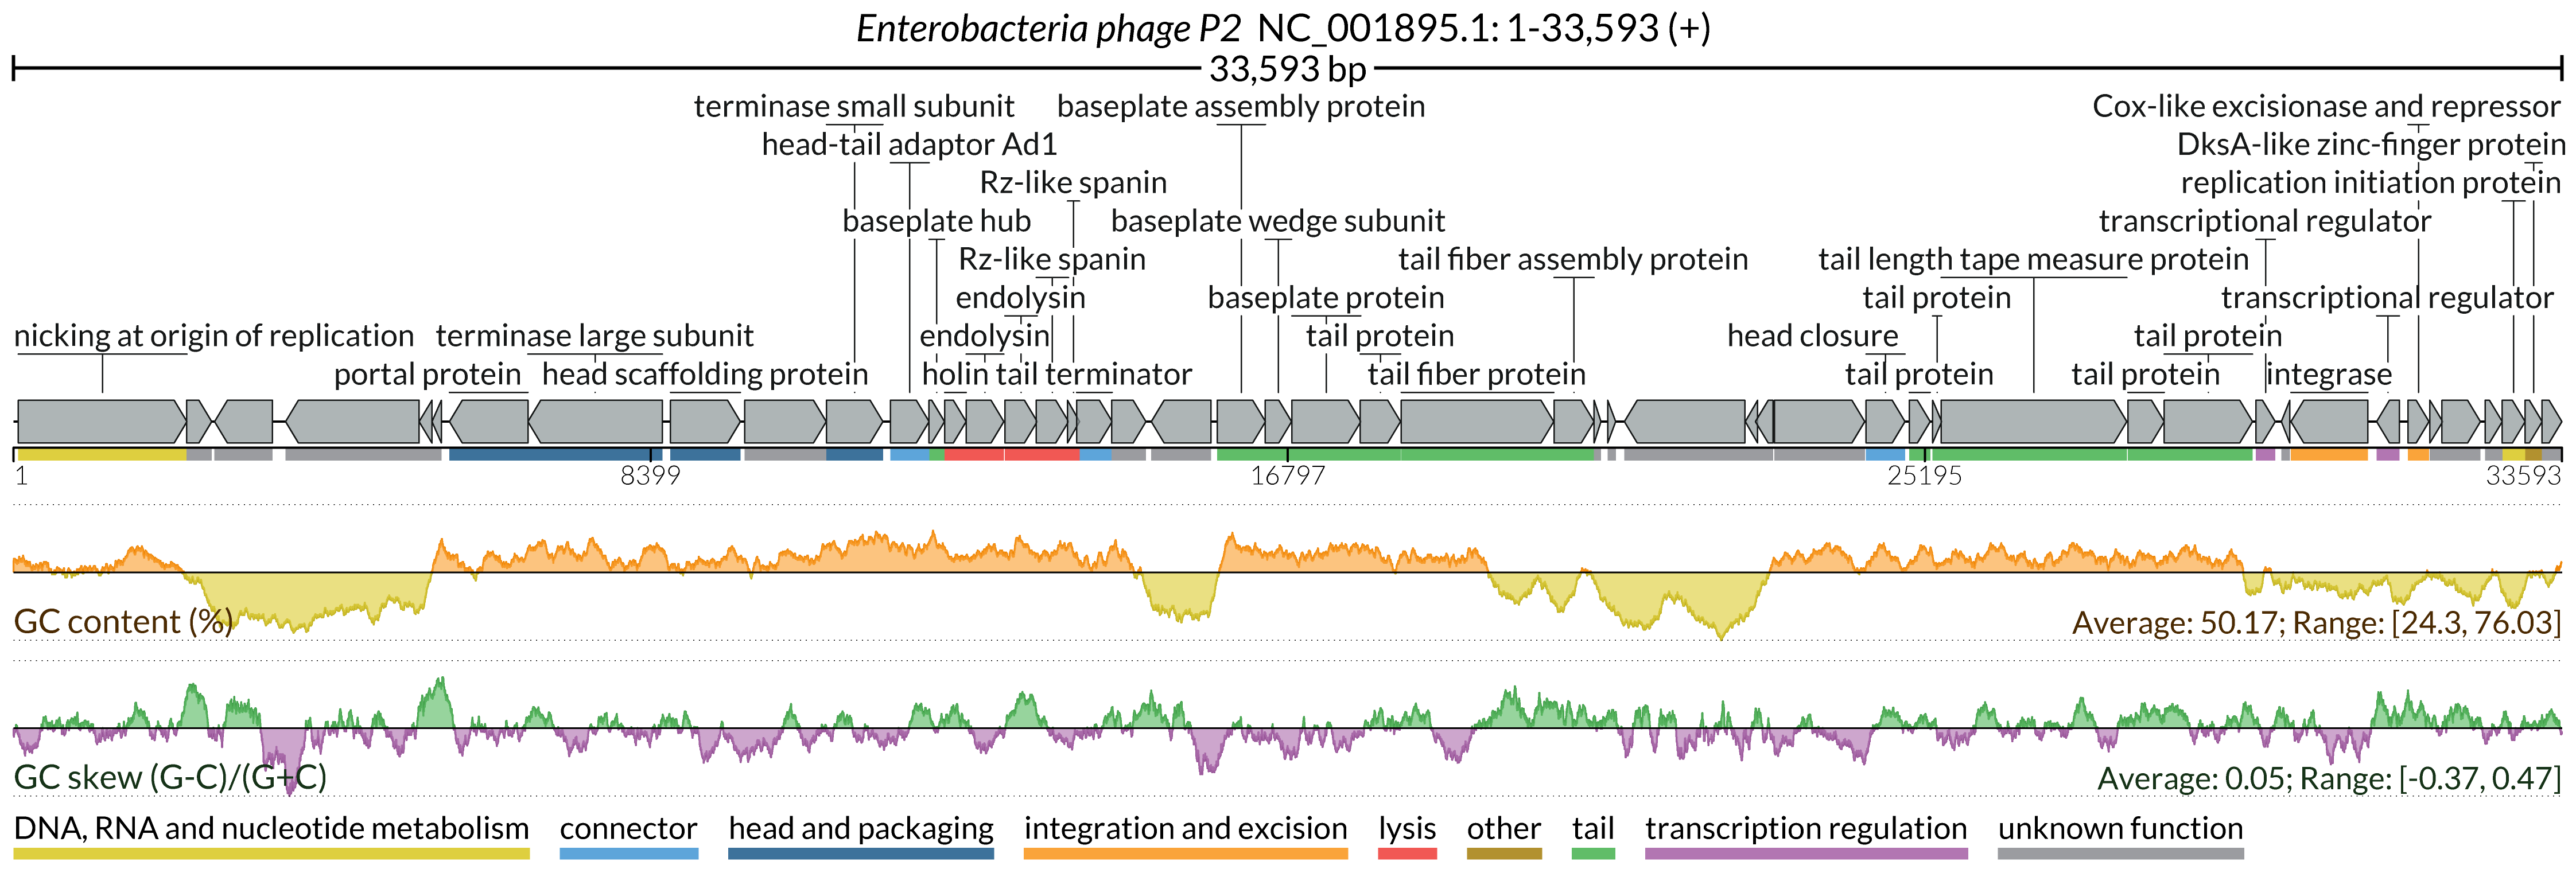 Enterobacteria phage P2 NC_001895.1: 1-33,593 (+)
33,593 bp
terminase small subunit baseplate assembly protein Cox-like excisionase and repressor
head-tail adaptor Ad1 DksA-like zinc-finger protein
Rz-like spanin replication initiation protein
baseplate hub baseplate wedge subunit transcriptional regulator
Rz-like spanin tail fiber assembly protein tail length tape measure protein
endolysin baseplate protein tail protein transcriptional regulator
nicking at origin of replication terminase large subunit endolysin tail protein head closure tail protein
portal protein head scaffolding protein holin tail terminator tail fiber protein tail protein tail protein integrase
1 8399 16797 25195 33593
GC content (%) Average: 50.17; Range: [24.3, 76.03]
GC skew (G-C)/(G+C) Average: 0.05; Range: [-0.37, 0.47]
DNA, RNA and nucleotide metabolism connector head and packaging integration and excision lysis other tail transcription regulation unknown function